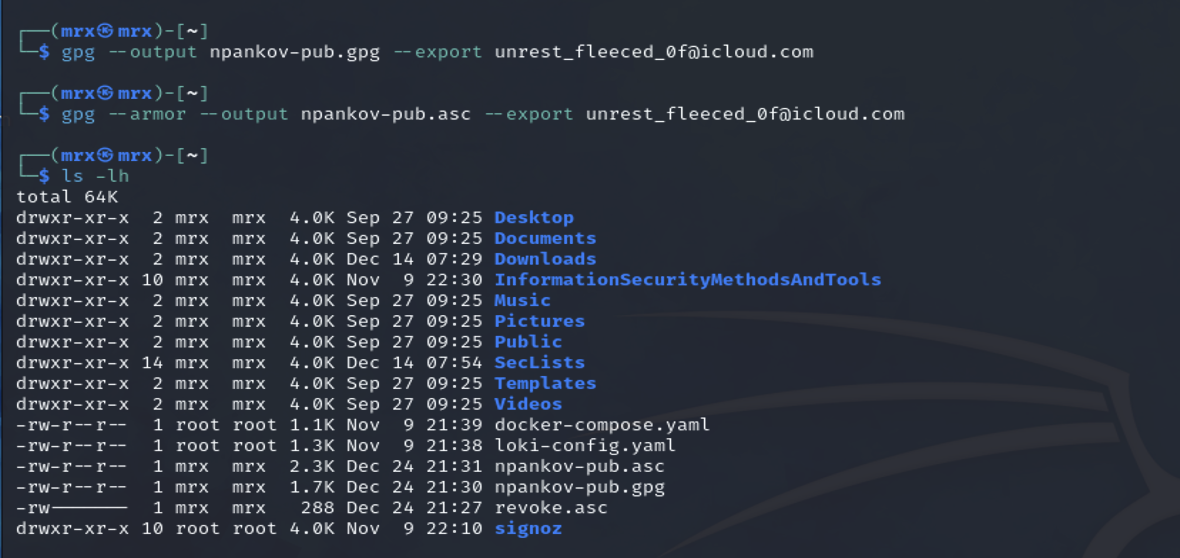 ┌──(mrx㉿mrx)-[~]
└─$ gpg --output npankov-pub.gpg --export unrest_fleeced_0f@icloud.com
┌──(mrx㉿mrx)-[~]
└─$ gpg --armor --output npankov-pub.asc --export unrest_fleeced_0f@icloud.com
┌──(mrx㉿mrx)-[~]
└─$ ls -lh
total 64K
drwxr-xr-x  2 mrx  mrx  4.0K Sep 27 09:25 Desktop
drwxr-xr-x  2 mrx  mrx  4.0K Sep 27 09:25 Documents
drwxr-xr-x  2 mrx  mrx  4.0K Dec 14 07:29 Downloads
drwxr-xr-x 10 mrx  mrx  4.0K Nov  9 22:30 InformationSecurityMethodsAndTools
drwxr-xr-x  2 mrx  mrx  4.0K Sep 27 09:25 Music
drwxr-xr-x  2 mrx  mrx  4.0K Sep 27 09:25 Pictures
drwxr-xr-x  2 mrx  mrx  4.0K Sep 27 09:25 Public
drwxr-xr-x 14 mrx  mrx  4.0K Dec 14 07:54 SecLists
drwxr-xr-x  2 mrx  mrx  4.0K Sep 27 09:25 Templates
drwxr-xr-x  2 mrx  mrx  4.0K Sep 27 09:25 Videos
-rw-r--r--  1 root root 1.1K Nov  9 21:39 docker-compose.yaml
-rw-r--r--  1 root root 1.3K Nov  9 21:38 loki-config.yaml
-rw-r--r--  1 mrx  mrx  2.3K Dec 24 21:31 npankov-pub.asc
-rw-r--r--  1 mrx  mrx  1.7K Dec 24 21:30 npankov-pub.gpg
-rw-------  1 mrx  mrx   288 Dec 24 21:27 revoke.asc
drwxr-xr-x 10 root root 4.0K Nov  9 22:10 signoz